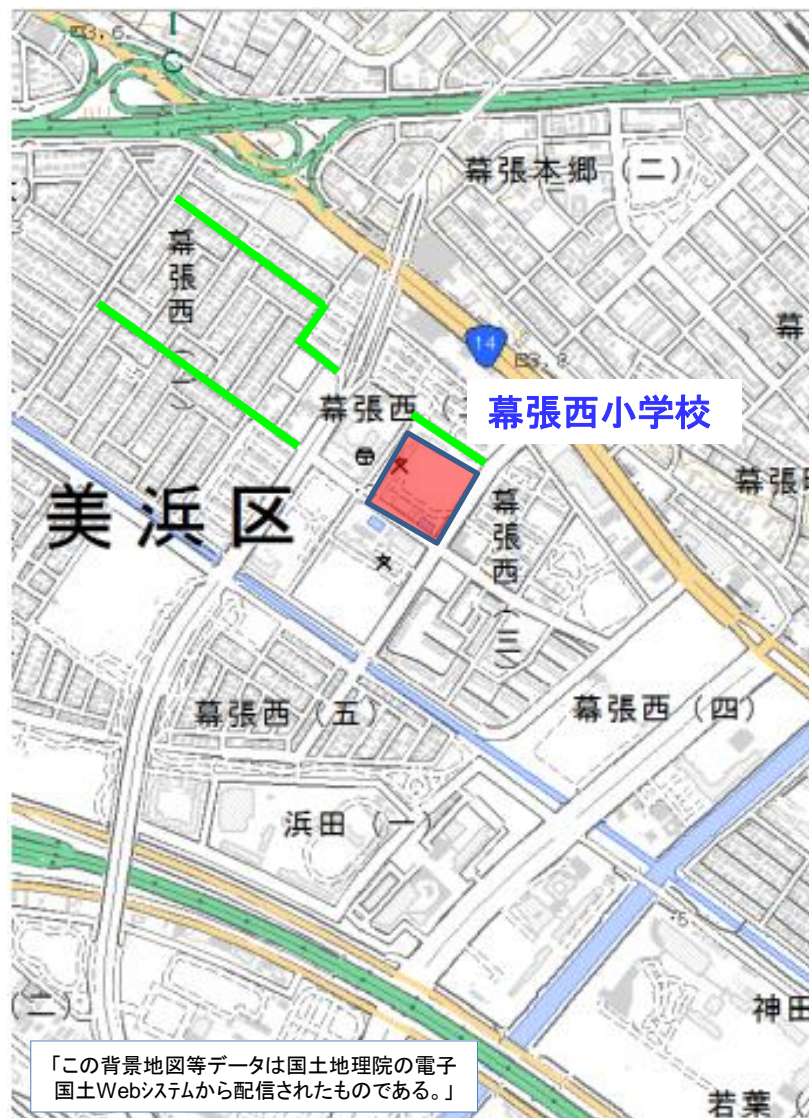 I
C
幕張本郷(二)
幕張西(一)
14
幕
幕張西(二
幕張西小学校
美浜区
幕張
幕張西(三)
幕張西(五)
幕張西(四)
浜田(一)
(二)
神田
若葉(
「この背景地図等データは国土地理院の電子
国土Webシステムから配信されたものである。」